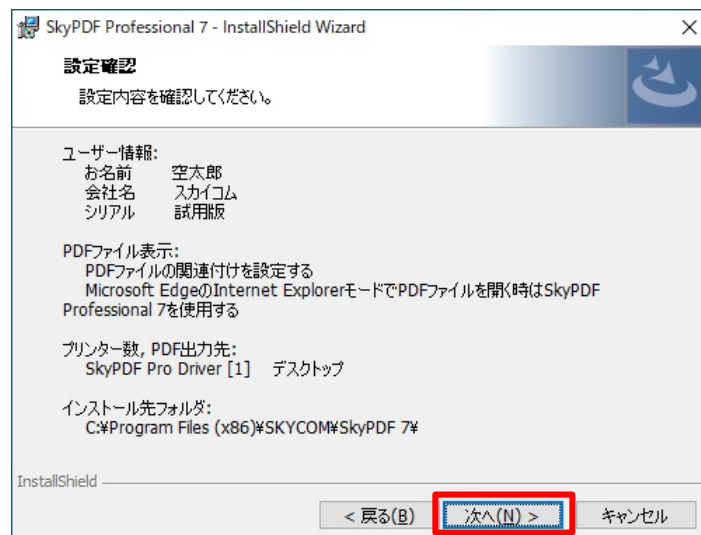 SkyPDF Professional 7 - InstallShield Wizard
設定確認
設定内容を確認してください。
ユーザー情報:
お名前 空太郎
会社名 スカイコム
シリアル 試用版
PDFファイル表示:
PDFファイルの関連付けを設定する
Microsoft EdgeのInternet ExplorerモードでPDFファイルを開く時はSkyPDF
Professional 7を使用する
プリンター数, PDF出力先:
SkyPDF Pro Driver [1] デスクトップ
インストール先フォルダ:
C:¥Program Files (x86)¥SKYCOM¥SkyPDF 7¥
InstallShield
< 戻る(B) 次へ(N) > キャンセル